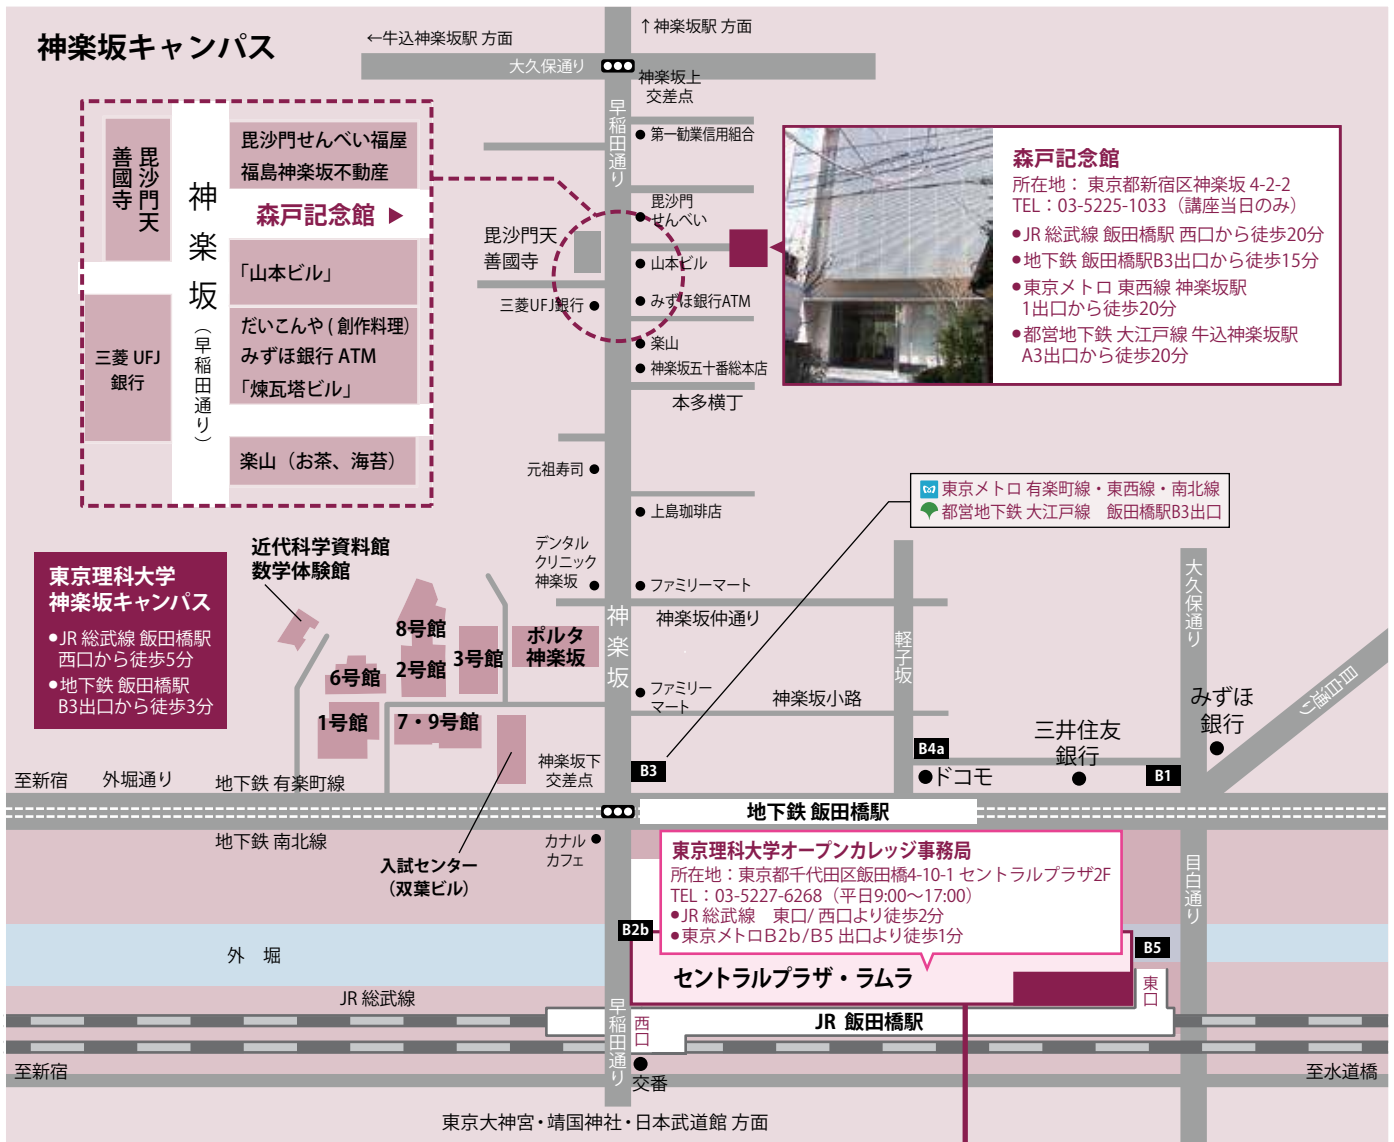 神楽坂キャンパス
←牛込神楽坂駅 方面
↑神楽坂駅 方面
大久保通り
神楽坂上
交差点
早稲田通り
第一勧業信用組合
毘沙門
せんべい
毘沙門天
善國寺
山本ビル
三菱UFJ銀行
みずほ銀行ATM
楽山
神楽坂五十番総本店
本多横丁
毘沙門天
善國寺
神楽坂
（早稲田通り）
毘沙門せんべい福屋
福島神楽坂不動産
森戸記念館 ▶
「山本ビル」
三菱 UFJ
銀行
だいこんや ( 創作料理)
みずほ銀行 ATM
「煉瓦塔ビル」
楽山（お茶、海苔）
森戸記念館
所在地： 東京都新宿区神楽坂 4-2-2
TEL：03-5225-1033（講座当日のみ）
●JR 総武線 飯田橋駅 西口から徒歩20分
●地下鉄 飯田橋駅B3出口から徒歩15分
●東京メトロ 東西線 神楽坂駅
1出口から徒歩20分
●都営地下鉄 大江戸線 牛込神楽坂駅
A3出口から徒歩20分
元祖寿司
上島珈琲店
東京メトロ 有楽町線・東西線・南北線
都営地下鉄 大江戸線　飯田橋駅B3出口
デンタル
クリニック
神楽坂
ファミリーマート
神楽坂仲通り
近代科学資料館
数学体験館
東京理科大学
神楽坂キャンパス
●JR 総武線 飯田橋駅
西口から徒歩5分
●地下鉄 飯田橋駅
B3出口から徒歩3分
8号館
2号館
3号館
ポルタ
神楽坂
6号館
1号館
7・9号館
神楽坂
軽子坂
大久保通り
目白通り
ファミリー
マート
神楽坂小路
みずほ
銀行
三井住友
銀行
B4a
ドコモ
B1
B3
神楽坂下
交差点
至新宿
外堀通り
地下鉄 有楽町線
地下鉄 飯田橋駅
地下鉄 南北線
カナル
カフェ
入試センター
（双葉ビル）
東京理科大学オープンカレッジ事務局
所在地：東京都千代田区飯田橋4-10-1 セントラルプラザ2F
TEL：03-5227-6268（平日9:00～17:00）
●JR 総武線　東口/ 西口より徒歩2分
●東京メトロB2b/B5 出口より徒歩1分
目白通り
B2b
B5
外　堀
セントラルプラザ・ラムラ
東口
JR 総武線
早稲田通り
西口
JR 飯田橋駅
至新宿
交番
至水道橋
東京大神宮・靖国神社・日本武道館 方面